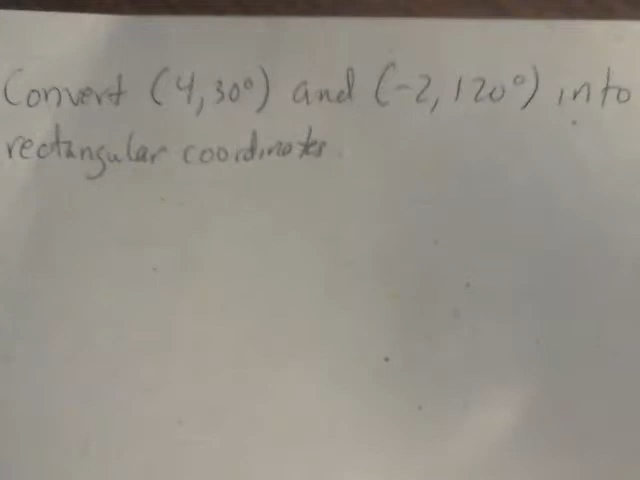 Convert (4,30°) and (-2,120°) into
rectangular coordinates.